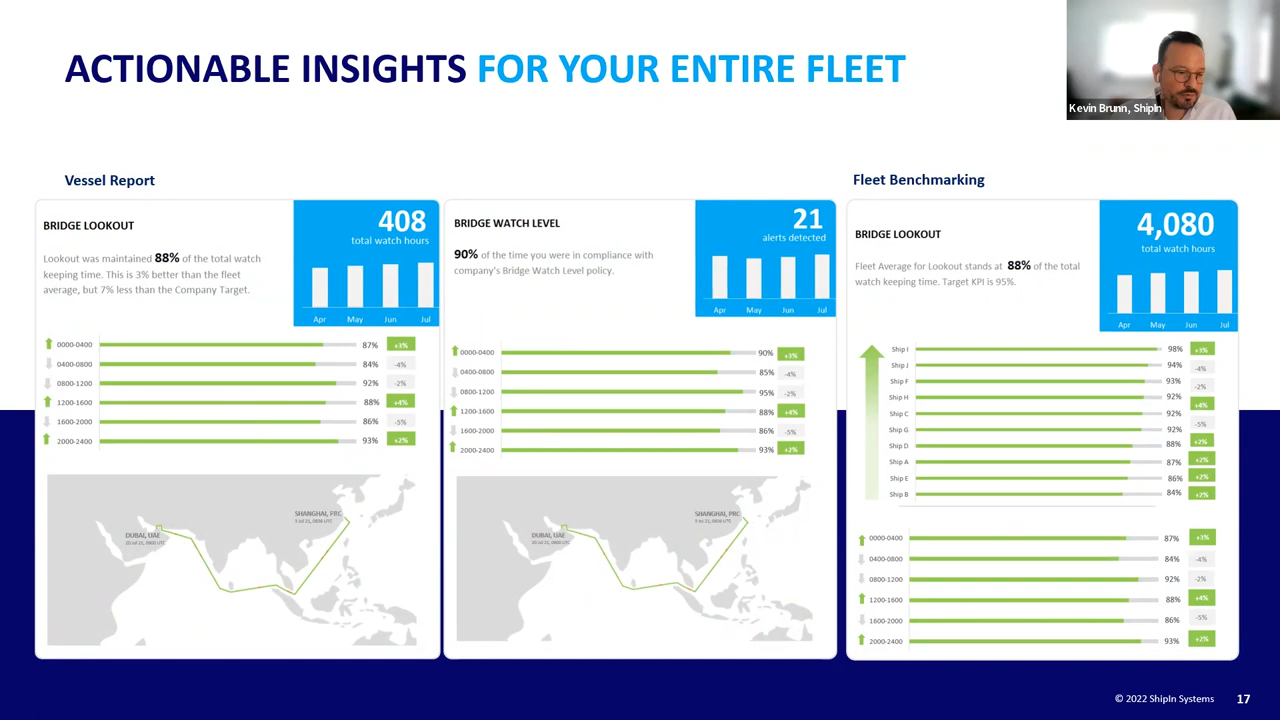 ACTIONABLE INSIGHTS FOR YOUR ENTIRE FLEET
Kevin Brunn, ShipIn
Vessel Report
BRIDGE LOOKOUT
Lookout was maintained 88% of the total watch
keeping time. This is 3% better than the fleet
average, but 7% less than the Company Target.
408
total watch hours
Apr May Jun Jul
0000-0400 87% +3%
0400-0800 84% -4%
0800-1200 92% -2%
1200-1600 88% +4%
1600-2000 86% -5%
2000-2400 93% +2%
SHANGHAI, PRC
DUBAI, UAE
BRIDGE WATCH LEVEL
90% of the time you were in compliance with
company's Bridge Watch Level policy.
21
alerts detected
Apr May Jun Jul
0000-0400 90% +3%
0400-0800 85% -4%
0800-1200 95% -2%
1200-1600 88% +4%
1600-2000 86% -5%
2000-2400 93% +2%
SHANGHAI, PRC
DUBAI, UAE
Fleet Benchmarking
BRIDGE LOOKOUT
Fleet Average for Lookout stands at 88% of the total
watch keeping time. Target KPI is 95%.
4,080
total watch hours
Apr May Jun Jul
Ship I 98% +3%
Ship J 94% -4%
Ship F 93% -2%
Ship H 92% +4%
Ship C 92% -5%
Ship G 92% +2%
Ship D 88% +2%
Ship A 87% +2%
Ship E 86% +2%
Ship B 84% +2%
0000-0400 87% +3%
0400-0800 84% -4%
0800-1200 92% -2%
1200-1600 88% +4%
1600-2000 86% -5%
2000-2400 93% +2%
© 2022 ShipIn Systems 17